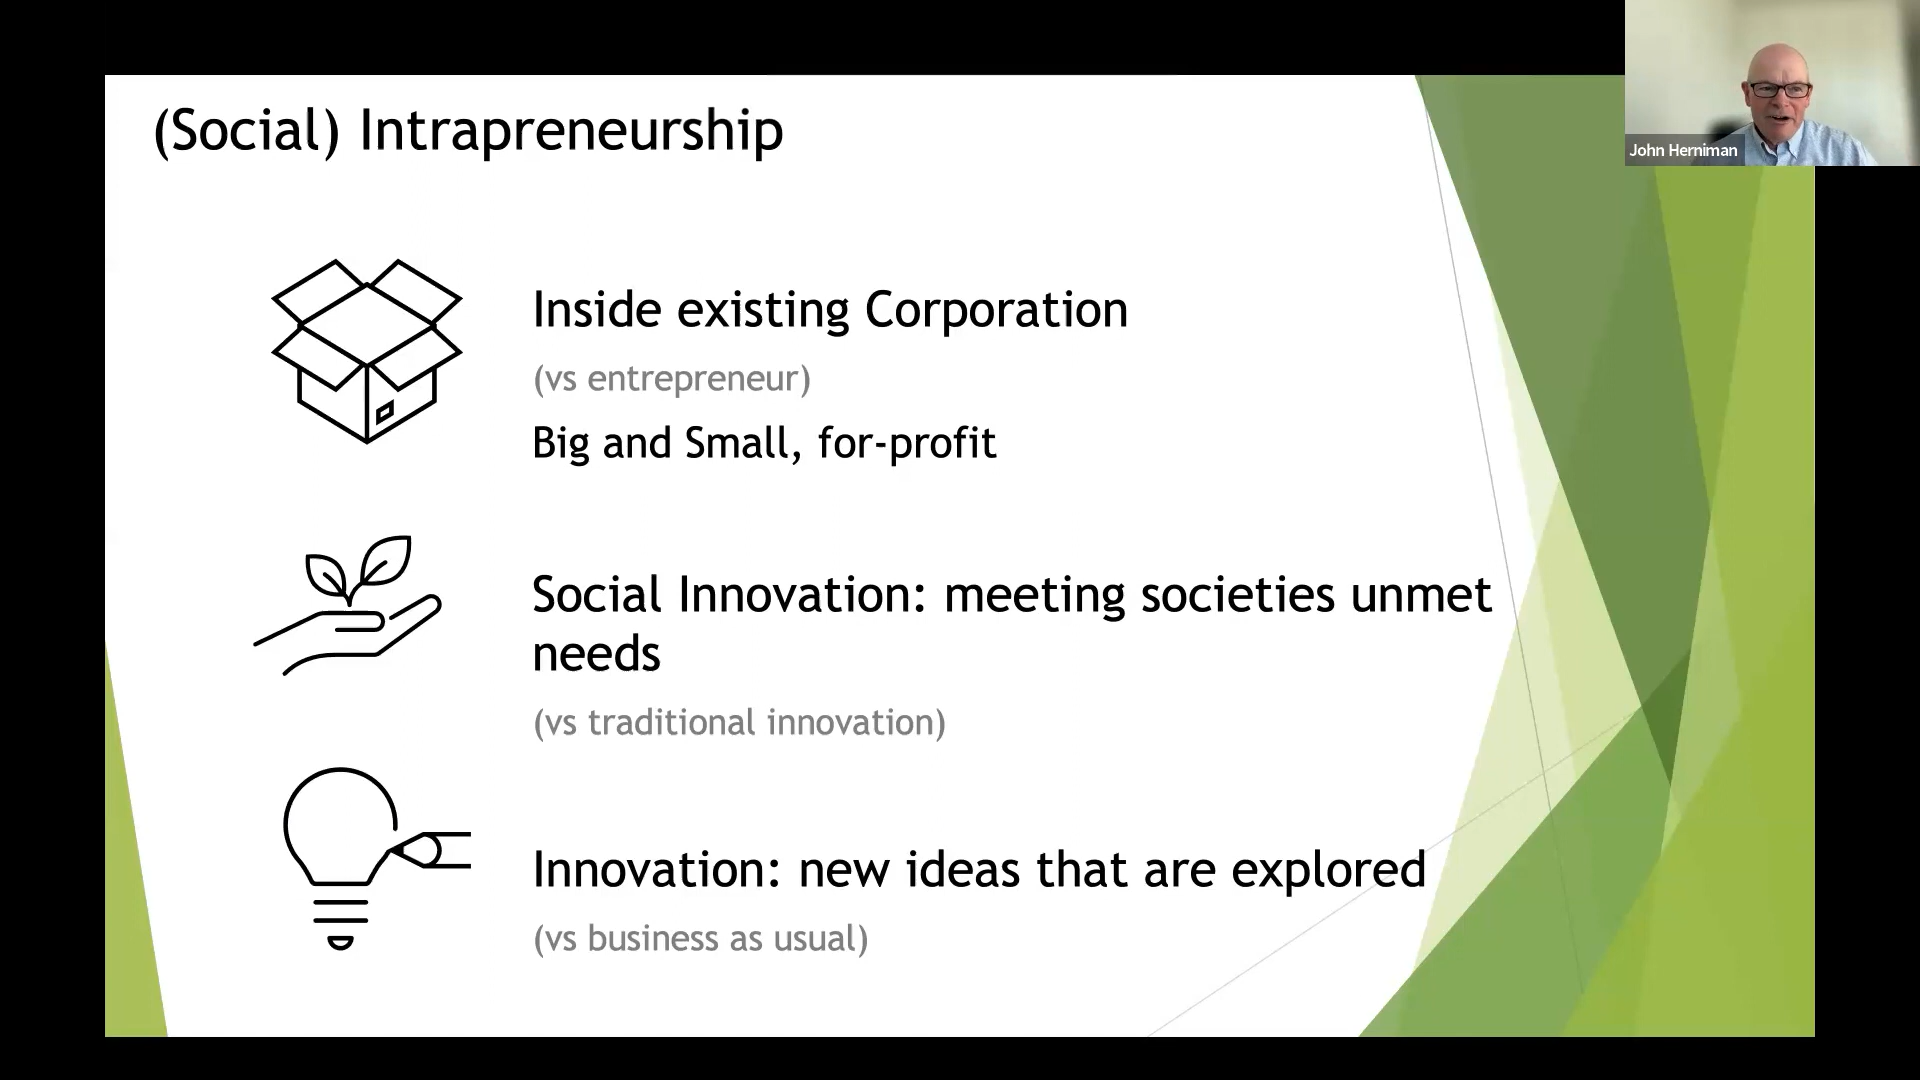 (Social) Intrapreneurship
John Herniman
Inside existing Corporation
(vs entrepreneur)
Big and Small, for-profit
Social Innovation: meeting societies unmet
needs
(vs traditional innovation)
Innovation: new ideas that are explored
(vs business as usual)